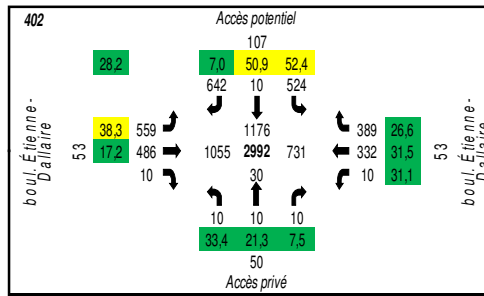 402 Accès potentiel
107
28,2 7,0 50,9 52,4
642 10 524
38,3 559 1176 389 26,6
17,2 486 1055 2992 731 332 31,5
10 30 10 31,1
boul. Étienne-
Dallaire
53
53
boul. Étienne-
Dallaire
10 10 10
33,4 21,3 7,5
50
Accès privé